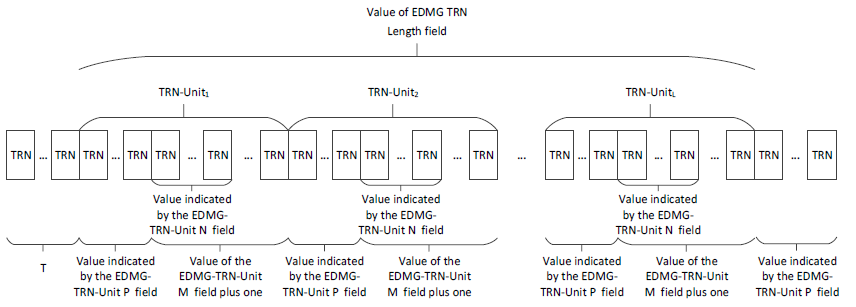 Value of EDMG TRN
Length field
TRN-Unit1
TRN-Unit2
TRN-UnitL
TRN ... TRN TRN ... TRN TRN ... TRN ... TRN TRN ... TRN TRN ... TRN ... TRN ... TRN ... TRN TRN ... TRN ... TRN TRN ... TRN
Value indicated
by the EDMG-
TRN-Unit N field
Value indicated
by the EDMG-
TRN-Unit N field
Value indicated
by the EDMG-
TRN-Unit N field
T
Value indicated
by the EDMG-
TRN-Unit P field
Value of the
EDMG-TRN-Unit
M field plus one
Value indicated
by the EDMG-
TRN-Unit P field
Value of the
EDMG-TRN-Unit
M field plus one
Value indicated
by the EDMG-
TRN-Unit P field
Value of the
EDMG-TRN-Unit
M field plus one
Value indicated
by the EDMG-
TRN-Unit P field